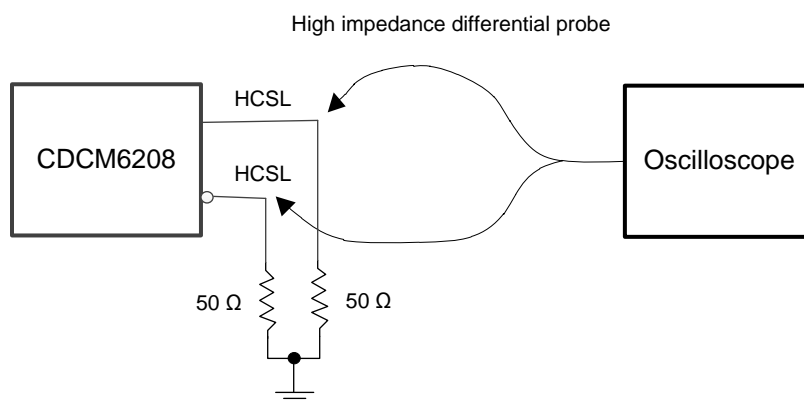 High impedance differential probe
HCSL
CDCM6208
HCSL
Oscilloscope
50 Ω
50 Ω